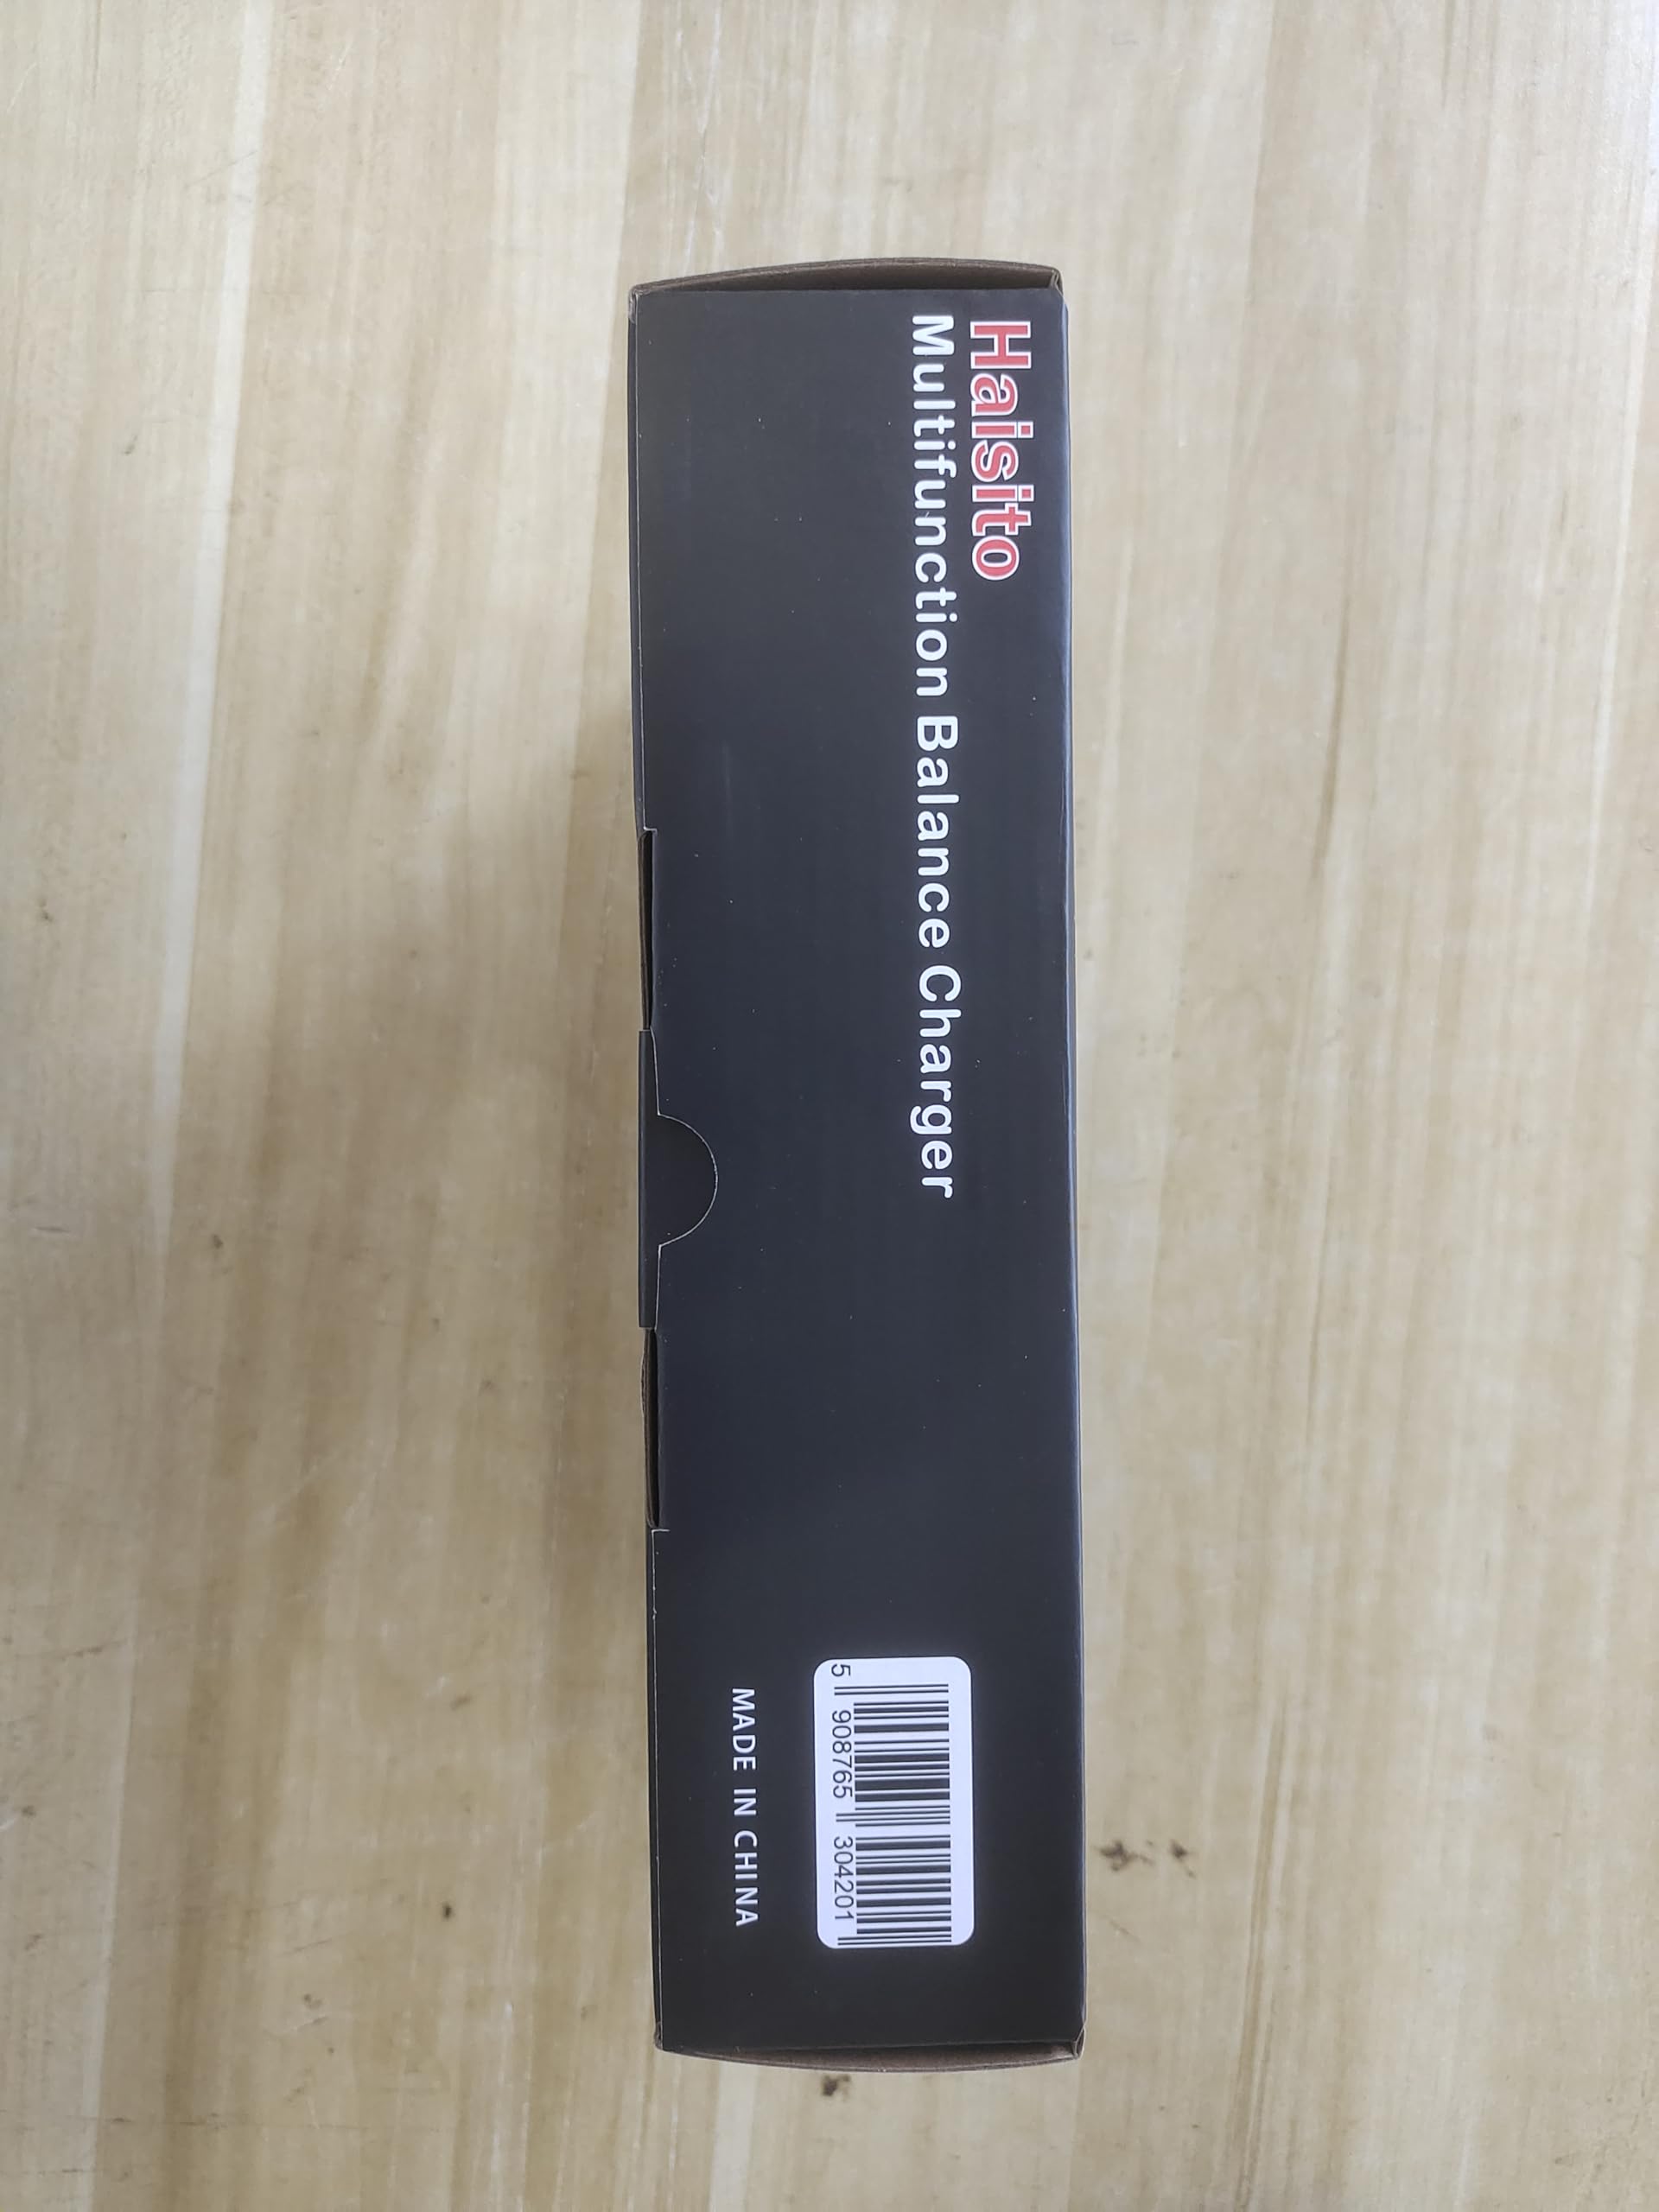 Haisito
Multifunction Balance Charger
5 908765 304201
MADE IN CHINA